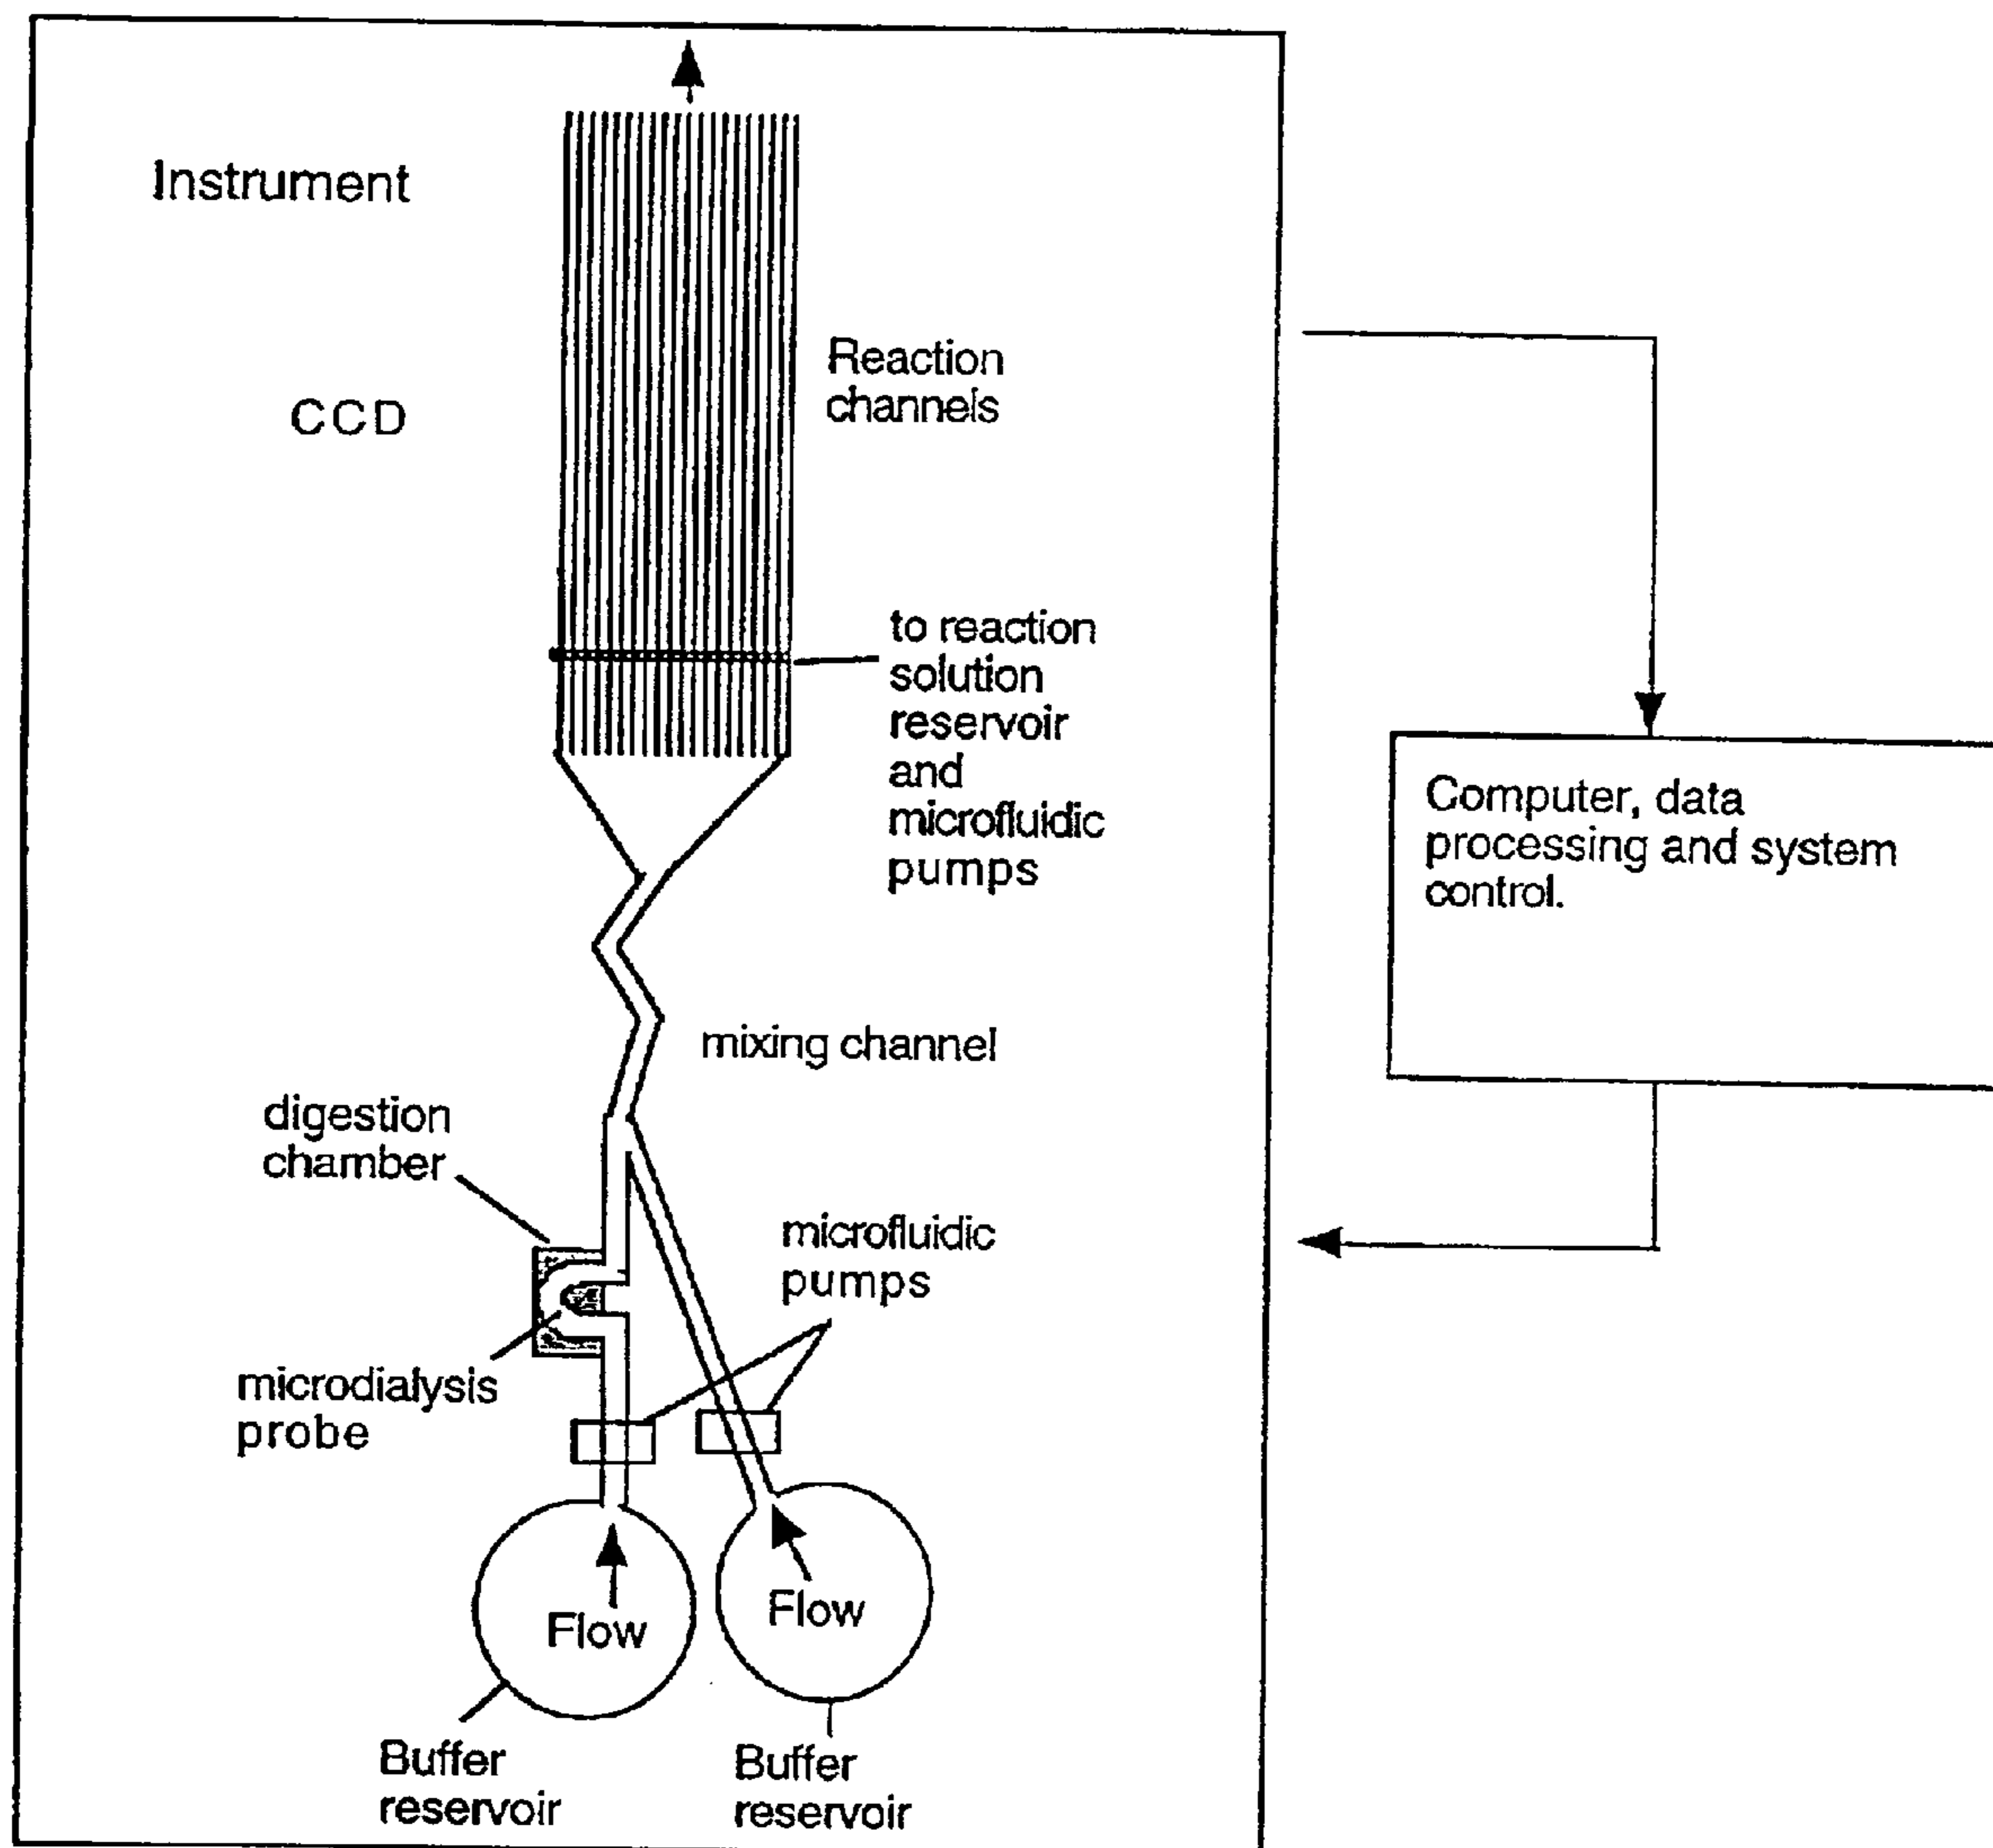 Instrument
CCD
Reaction
channels
to reaction
solution
reservoir
and
microfluidic
pumps
Computer, data
processing and system
control.
mixing channel
digestion
chamber
microfluidic
pumps
microdialysis
probe
Flow
Flow
Buffer
reservoir
Buffer
reservoir